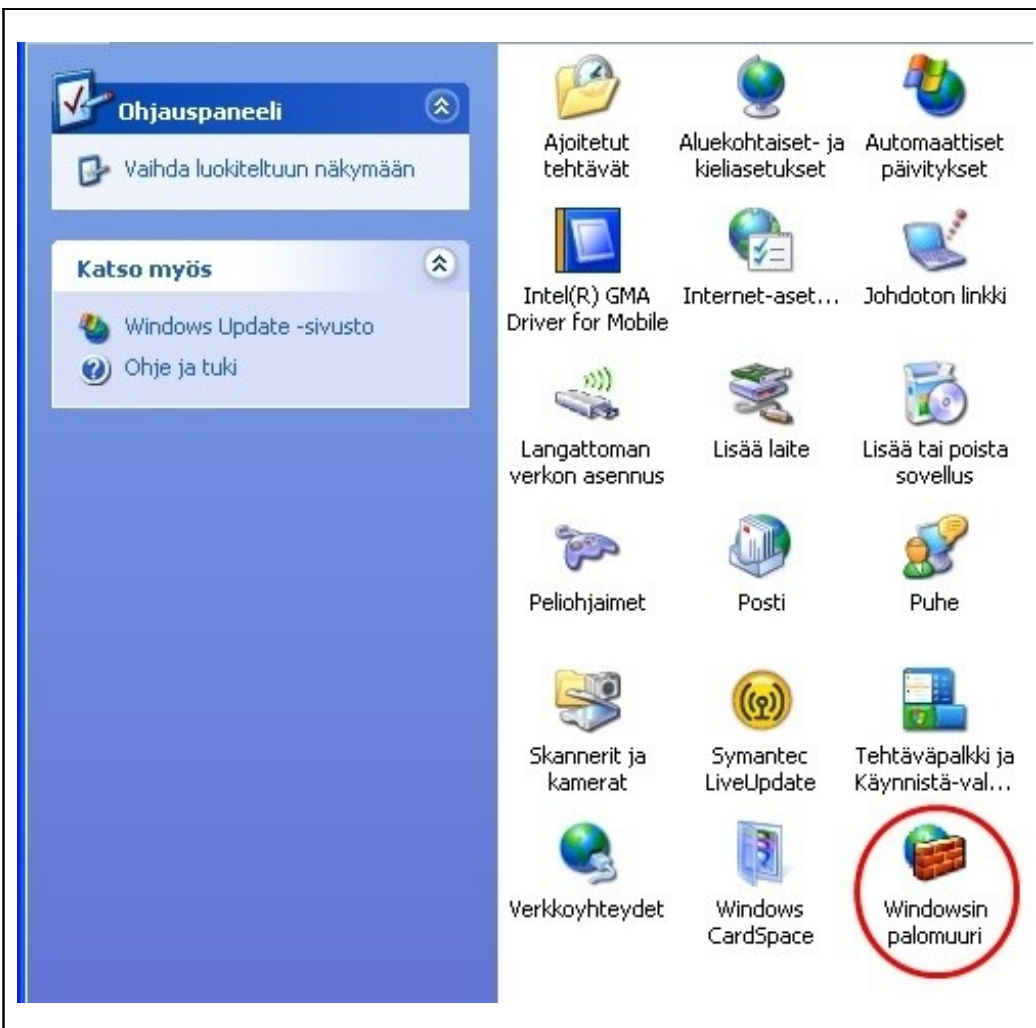 Ohjauspaneeli
Vaihda luokiteltuun näkymään
Katso myös
Windows Update -sivusto
Ohje ja tuki
Ajoitetut
tehtävät
Aluekohtaiset- ja
kieliasetukset
Automaattiset
päivitykset
Intel(R) GMA
Driver for Mobile
Internet-aset...
Johdoton linkki
Langattoman
verkon asennus
Lisää laite
Lisää tai poista
sovellus
Peliohjaimet
Posti
Puhe
Skannerit ja
kamerat
Symantec
LiveUpdate
Tehtäväpalkki ja
Käynnistä-val...
Verkkoyhteydet
Windows
CardSpace
Windowsin
palomuuri